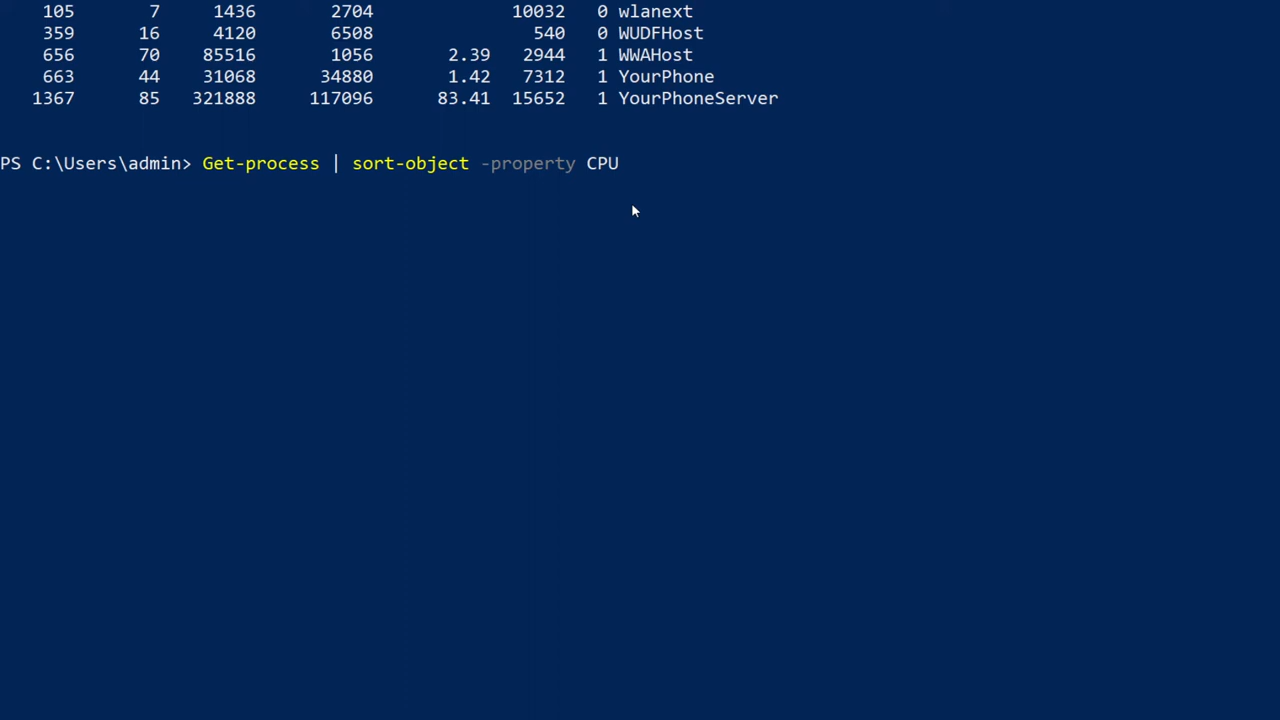 105 7 1436 2704 10032 0 wlanext
359 16 4120 6508 540 0 WUDFHost
656 70 85516 1056 2.39 2944 1 WWAHost
663 44 31068 34880 1.42 7312 1 YourPhone
1367 85 321888 117096 83.41 15652 1 YourPhoneServer
PS C:\Users\admin> Get-process | sort-object -property CPU